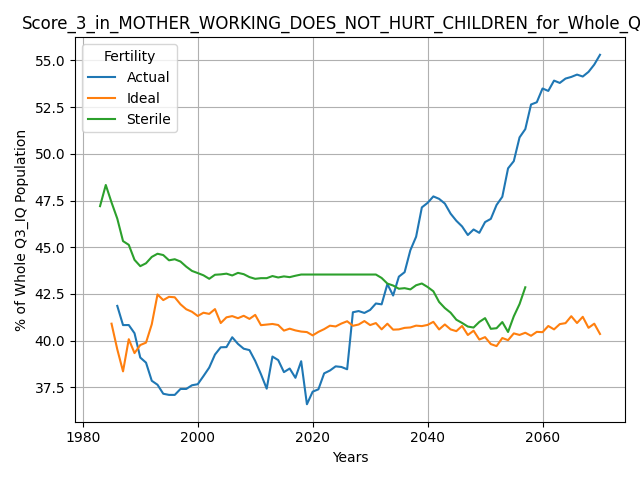 Score_3_in_MOTHER_WORKING_DOES_NOT_HURT_CHILDREN_for_Whole_Q
Fertility
Actual
Ideal
Sterile
% of Whole Q3_IQ Population
55.0
52.5
50.0
47.5
45.0
42.5
40.0
37.5
1980
2000
2020
2040
2060
Years